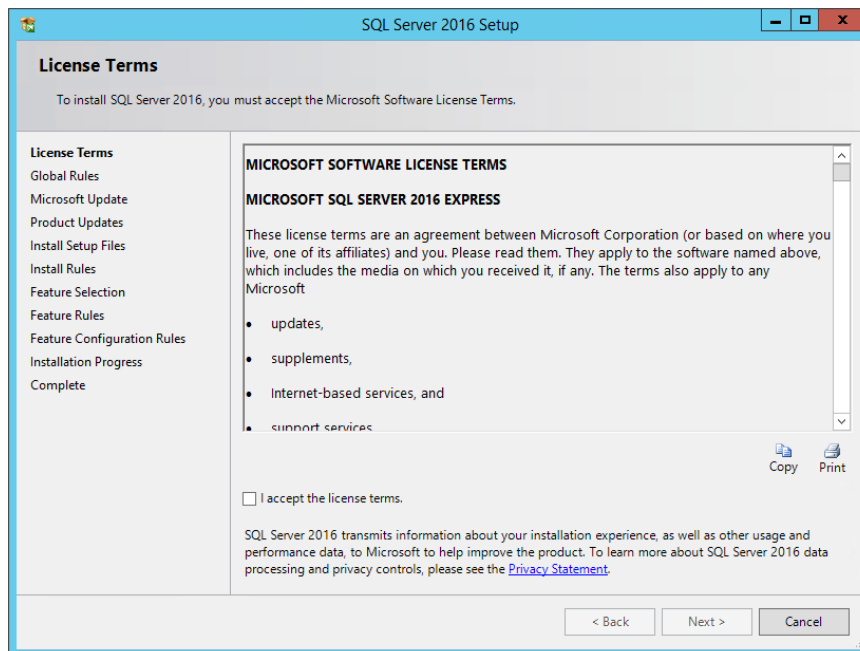 SQL Server 2016 Setup
License Terms
To install SQL Server 2016, you must accept the Microsoft Software License Terms.
License Terms
Global Rules
Microsoft Update
Product Updates
Install Setup Files
Install Rules
Feature Selection
Feature Rules
Feature Configuration Rules
Installation Progress
Complete
MICROSOFT SOFTWARE LICENSE TERMS
MICROSOFT SQL SERVER 2016 EXPRESS
These license terms are an agreement between Microsoft Corporation (or based on where you
live, one of its affiliates) and you. Please read them. They apply to the software named above,
which includes the media on which you received it, if any. The terms also apply to any
Microsoft
• updates,
• supplements,
• Internet-based services, and
• support services
Copy Print
I accept the license terms.
SQL Server 2016 transmits information about your installation experience, as well as other usage and
performance data, to Microsoft to help improve the product. To learn more about SQL Server 2016 data
processing and privacy controls, please see the Privacy Statement.
< Back Next > Cancel